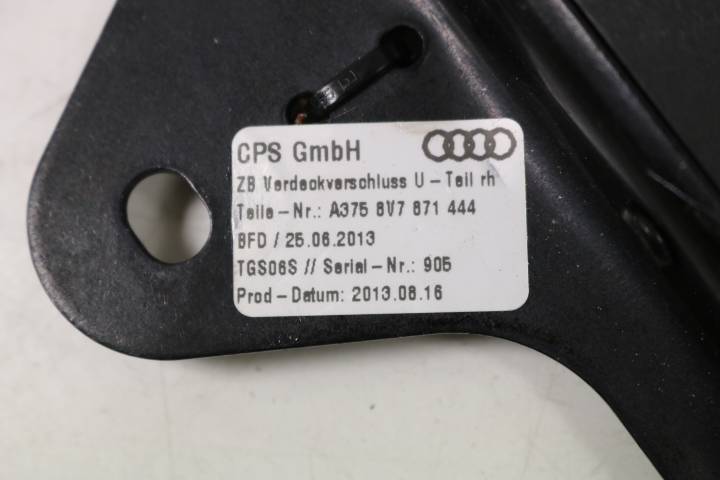 CPS GmbH
ZB Verdeckverschluss U - Teil rh
Teile - Nr.: A375 8V7 871 444
BFD / 25.06.2013
TGS06S // Serial - Nr.: 905
Prod - Datum: 2013.08.16